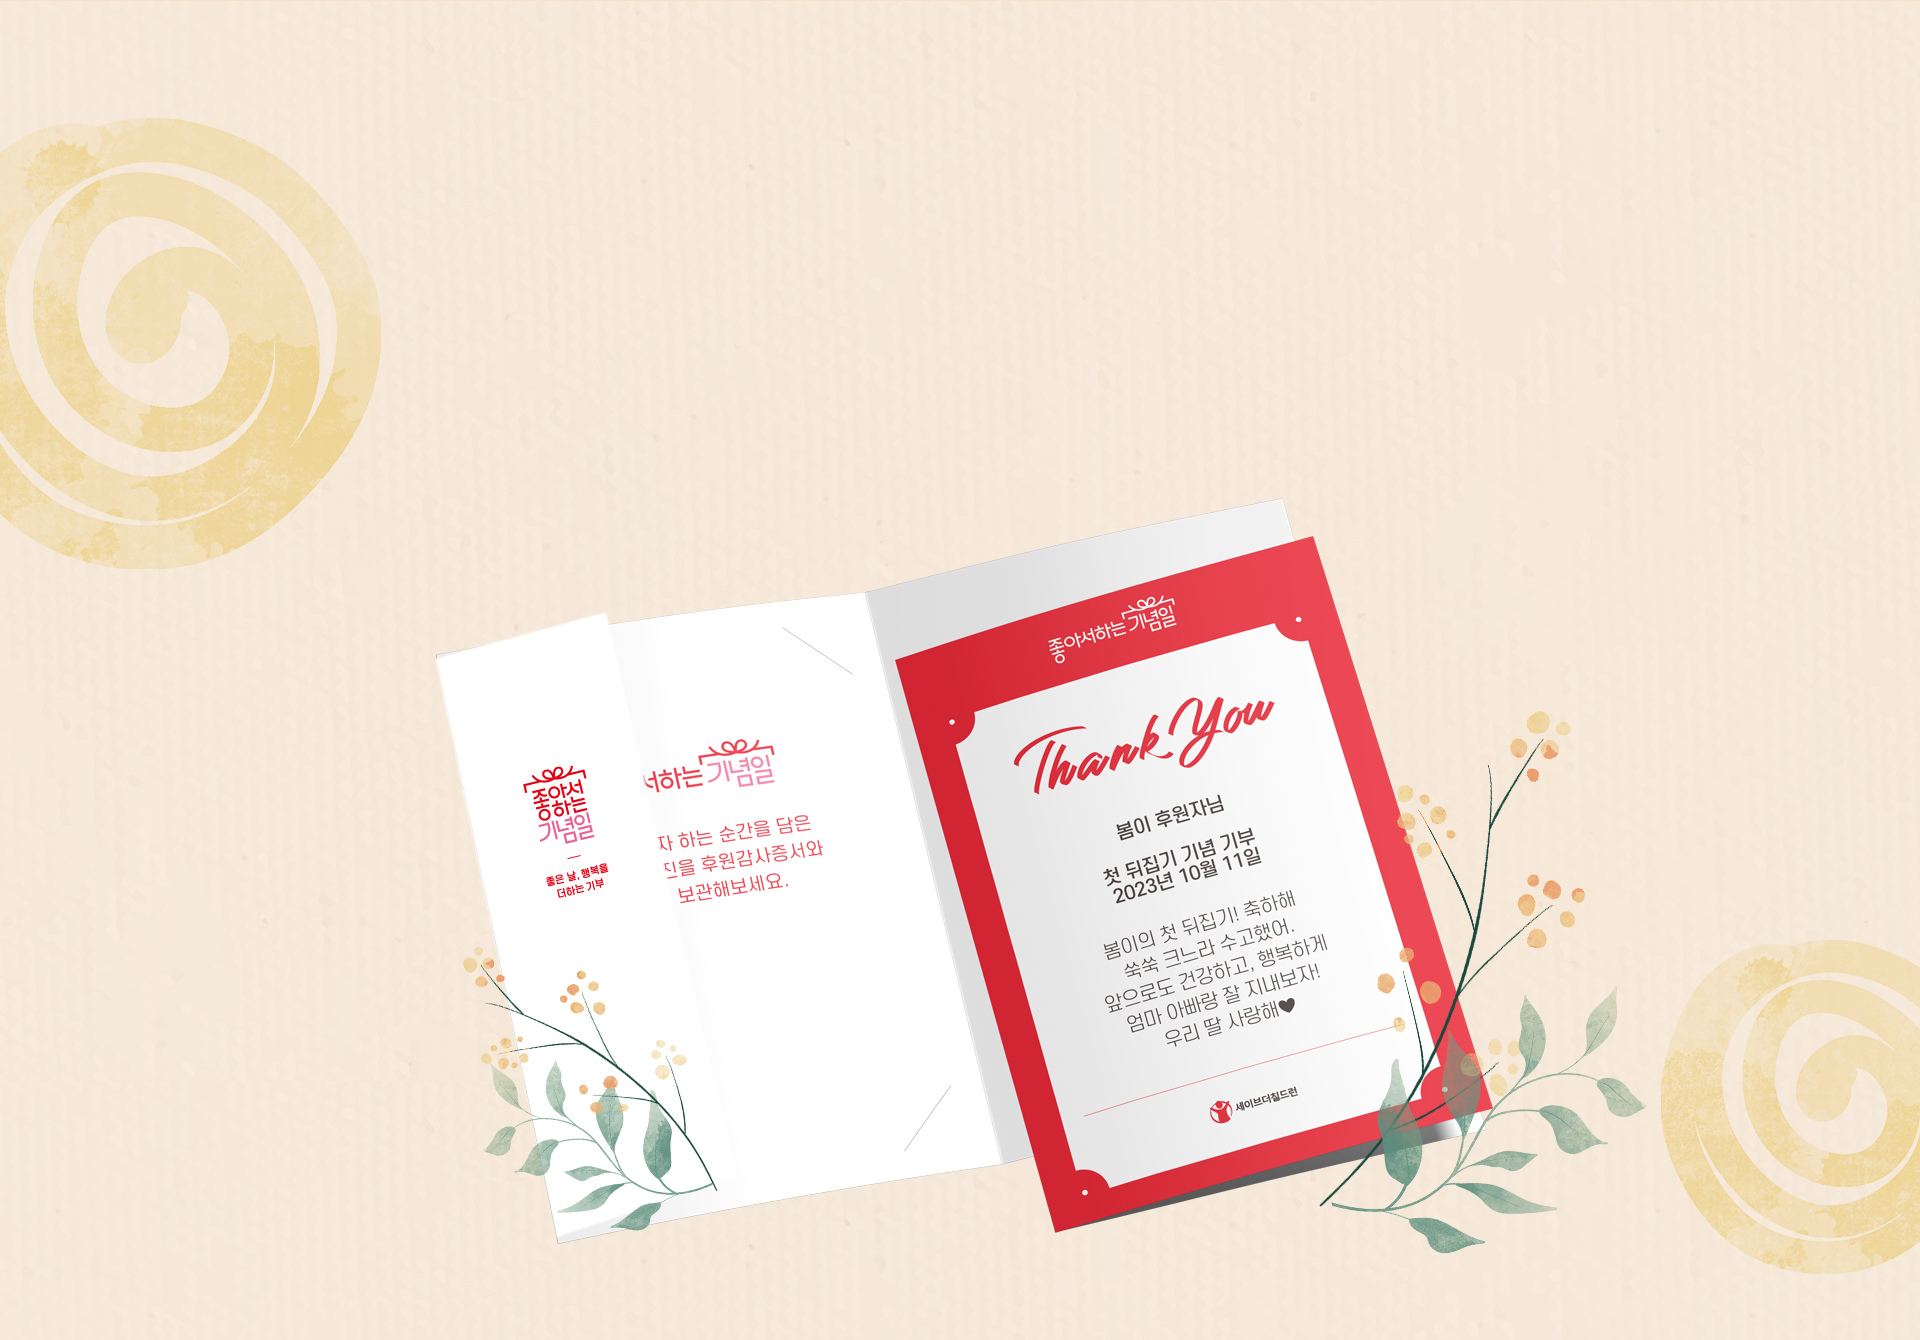 좋아서
하는
기념일
좋은 날, 행복을
더하는 기부
서하는 기념일
자 하는 순간을 담은
진을 후원감사증서와
보관해보세요.
좋아서하는 기념일
Thank You
봄이 후원자님
첫 뒤집기 기념 기부
2023년 10월 11일
봄이의 첫 뒤집기! 축하해
쑥쑥 크느라 수고했어.
앞으로도 건강하고, 행복하게
엄마 아빠랑 잘 지내보자!
우리 딸 사랑해♥
세이브더칠드런